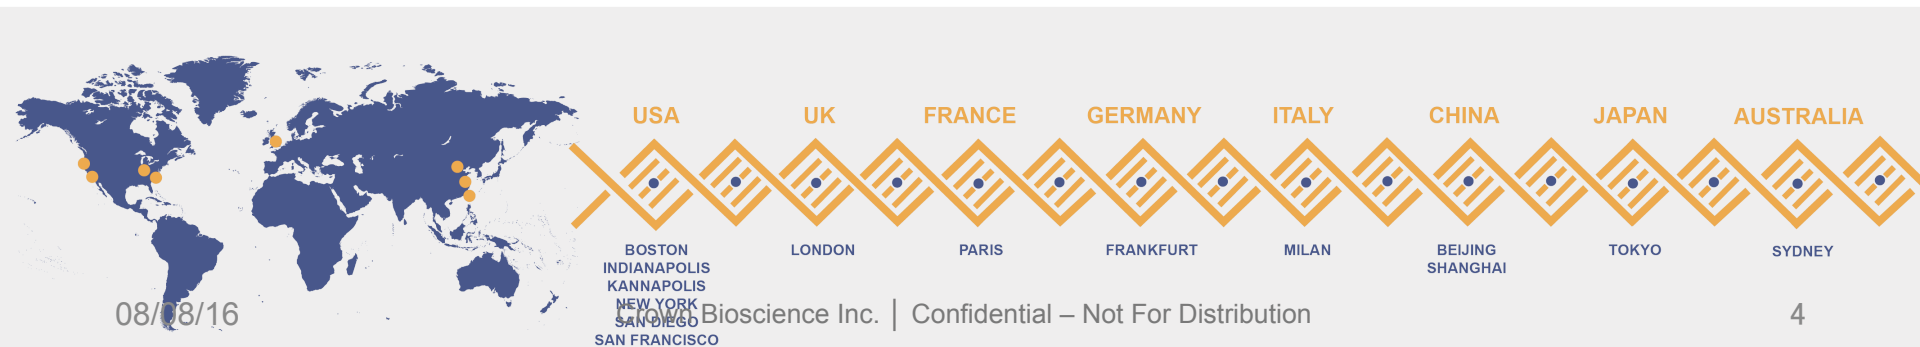 USA
UK
FRANCE
GERMANY
ITALY
CHINA
JAPAN
AUSTRALIA
BOSTON
INDIANAPOLIS
KANNAPOLIS
NEW YORK
SAN DIEGO
SAN FRANCISCO
LONDON
PARIS
FRANKFURT
MILAN
BEIJING
SHANGHAI
TOKYO
SYDNEY
08/08/16
Crown Bioscience Inc. │ Confidential – Not For Distribution
4